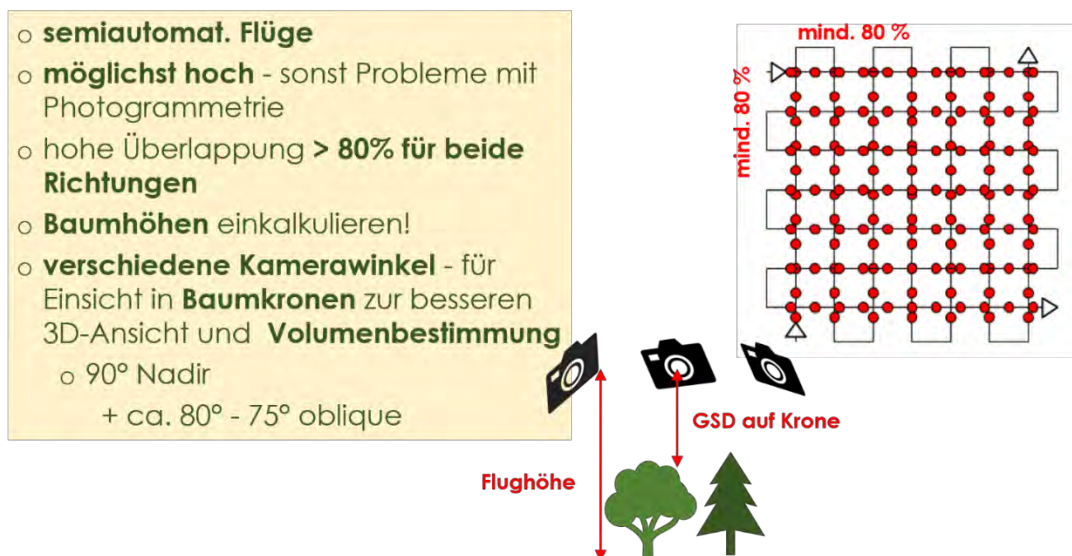 o semiautomat. Flüge
o möglichst hoch - sonst Probleme mit
Photogrammetrie
o hohe Überlappung > 80% für beide
Richtungen
o Baumhöhen einkalkulieren!
o verschiedene Kamerawinkel - für
Einsicht in Baumkronen zur besseren
3D-Ansicht und Volumenbestimmung
o 90° Nadir
+ ca. 80° - 75° oblique
mind. 80 %
mind. 80 %
GSD auf Krone
Flughöhe